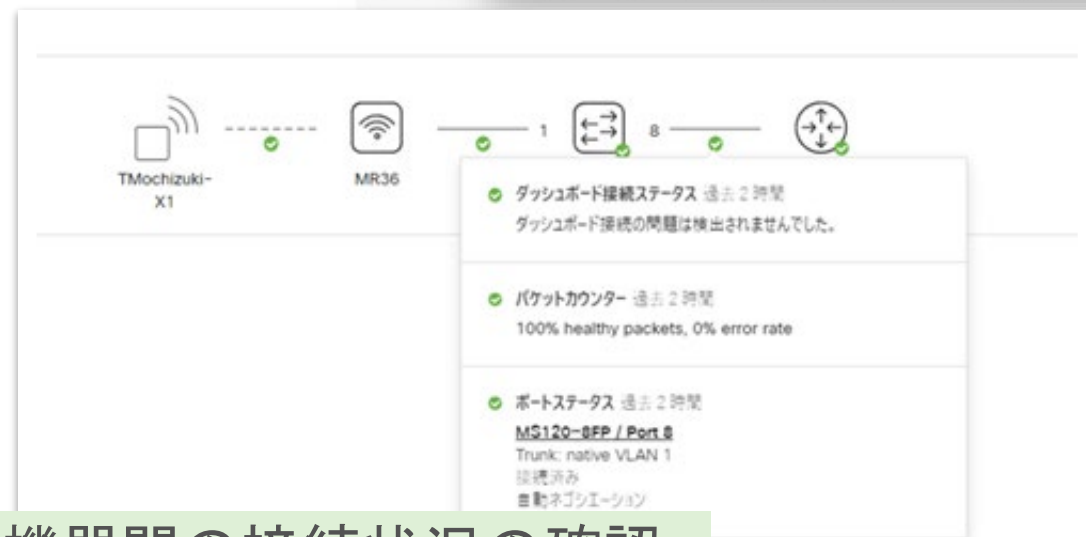 1
8
TMochizuki-
X1
MR36
ダッシュボード接続ステータス 過去 2 時間
ダッシュボード接続の問題は検出されませんでした。
パケットカウンター 過去 2 時間
100% healthy packets, 0% error rate
ポートステータス 過去 2 時間
MS120-8FP / Port 8
Trunk: native VLAN 1
接続済み
自動ネゴシエーション
機器間の接続状況の確認